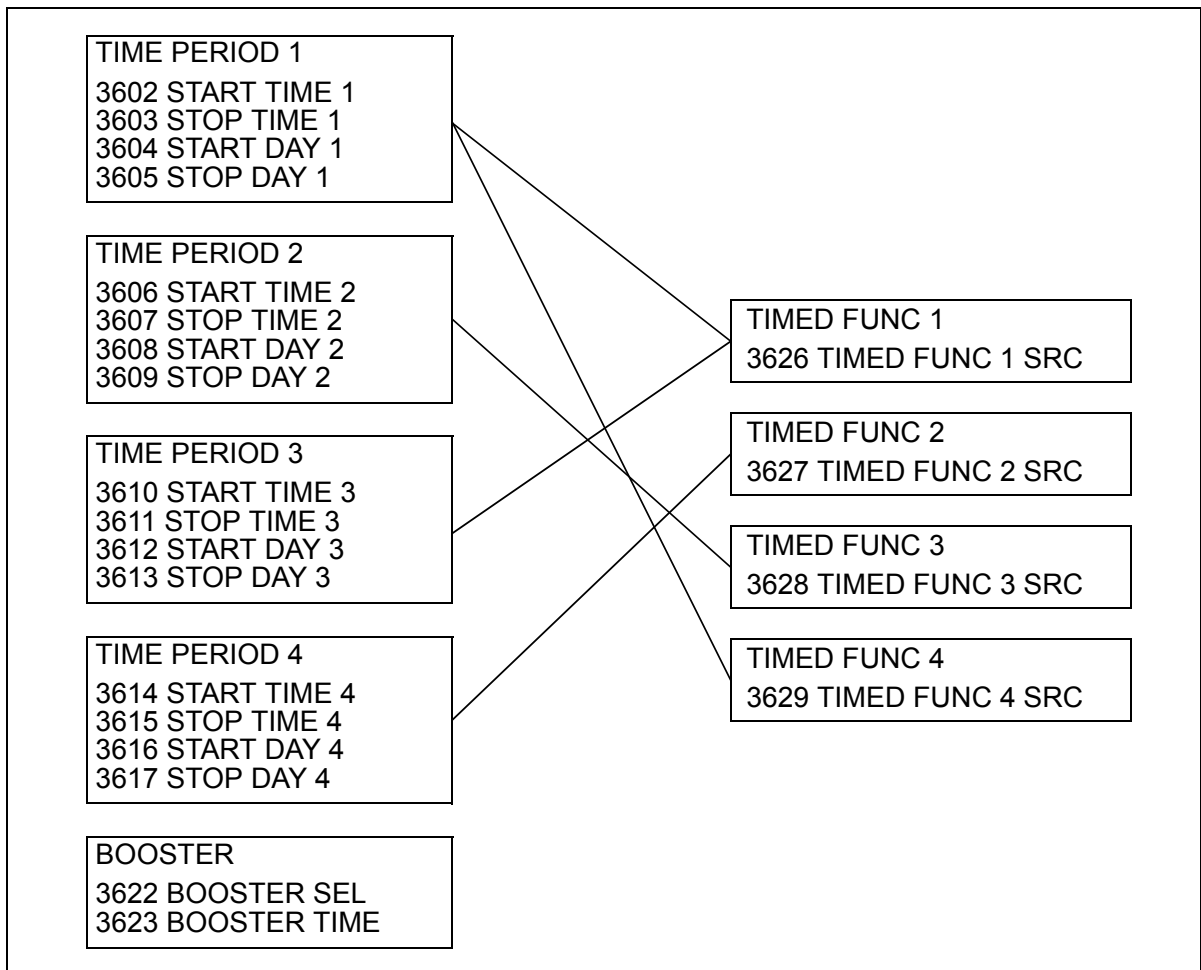 TIME PERIOD 1
3602 START TIME 1
3603 STOP TIME 1
3604 START DAY 1
3605 STOP DAY 1
TIME PERIOD 2
3606 START TIME 2
3607 STOP TIME 2
3608 START DAY 2
3609 STOP DAY 2
TIME PERIOD 3
3610 START TIME 3
3611 STOP TIME 3
3612 START DAY 3
3613 STOP DAY 3
TIME PERIOD 4
3614 START TIME 4
3615 STOP TIME 4
3616 START DAY 4
3617 STOP DAY 4
BOOSTER
3622 BOOSTER SEL
3623 BOOSTER TIME
TIMED FUNC 1
3626 TIMED FUNC 1 SRC
TIMED FUNC 2
3627 TIMED FUNC 2 SRC
TIMED FUNC 3
3628 TIMED FUNC 3 SRC
TIMED FUNC 4
3629 TIMED FUNC 4 SRC